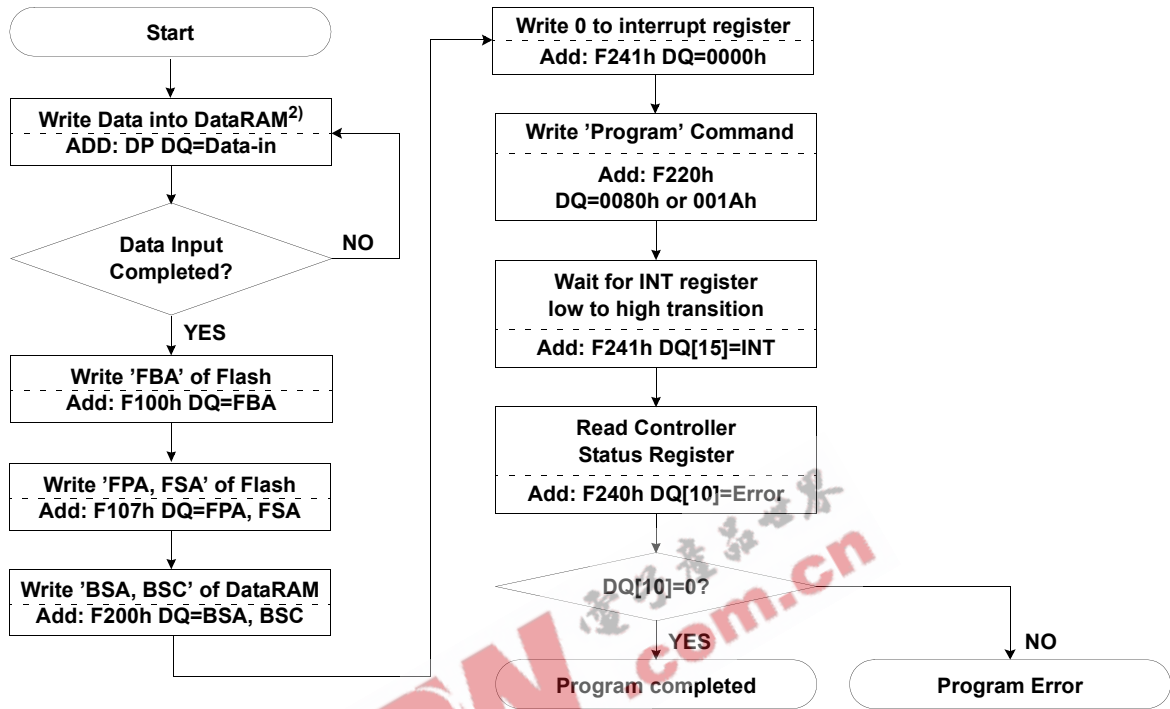 Start
Write Data into DataRAM2)
ADD: DP DQ=Data-in
Data Input
Completed?
NO
YES
Write ’FBA’ of Flash
Add: F100h DQ=FBA
Write ’FPA, FSA’ of Flash
Add: F107h DQ=FPA, FSA
Write ’BSA, BSC’ of DataRAM
Add: F200h DQ=BSA, BSC
Write 0 to interrupt register
Add: F241h DQ=0000h
Write ’Program’ Command
Add: F220h
DQ=0080h or 001Ah
Wait for INT register
low to high transition
Add: F241h DQ[15]=INT
Read Controller
Status Register
Add: F240h DQ[10]=Error
DQ[10]=0?
YES
NO
Program completed
Program Error
.com.cn